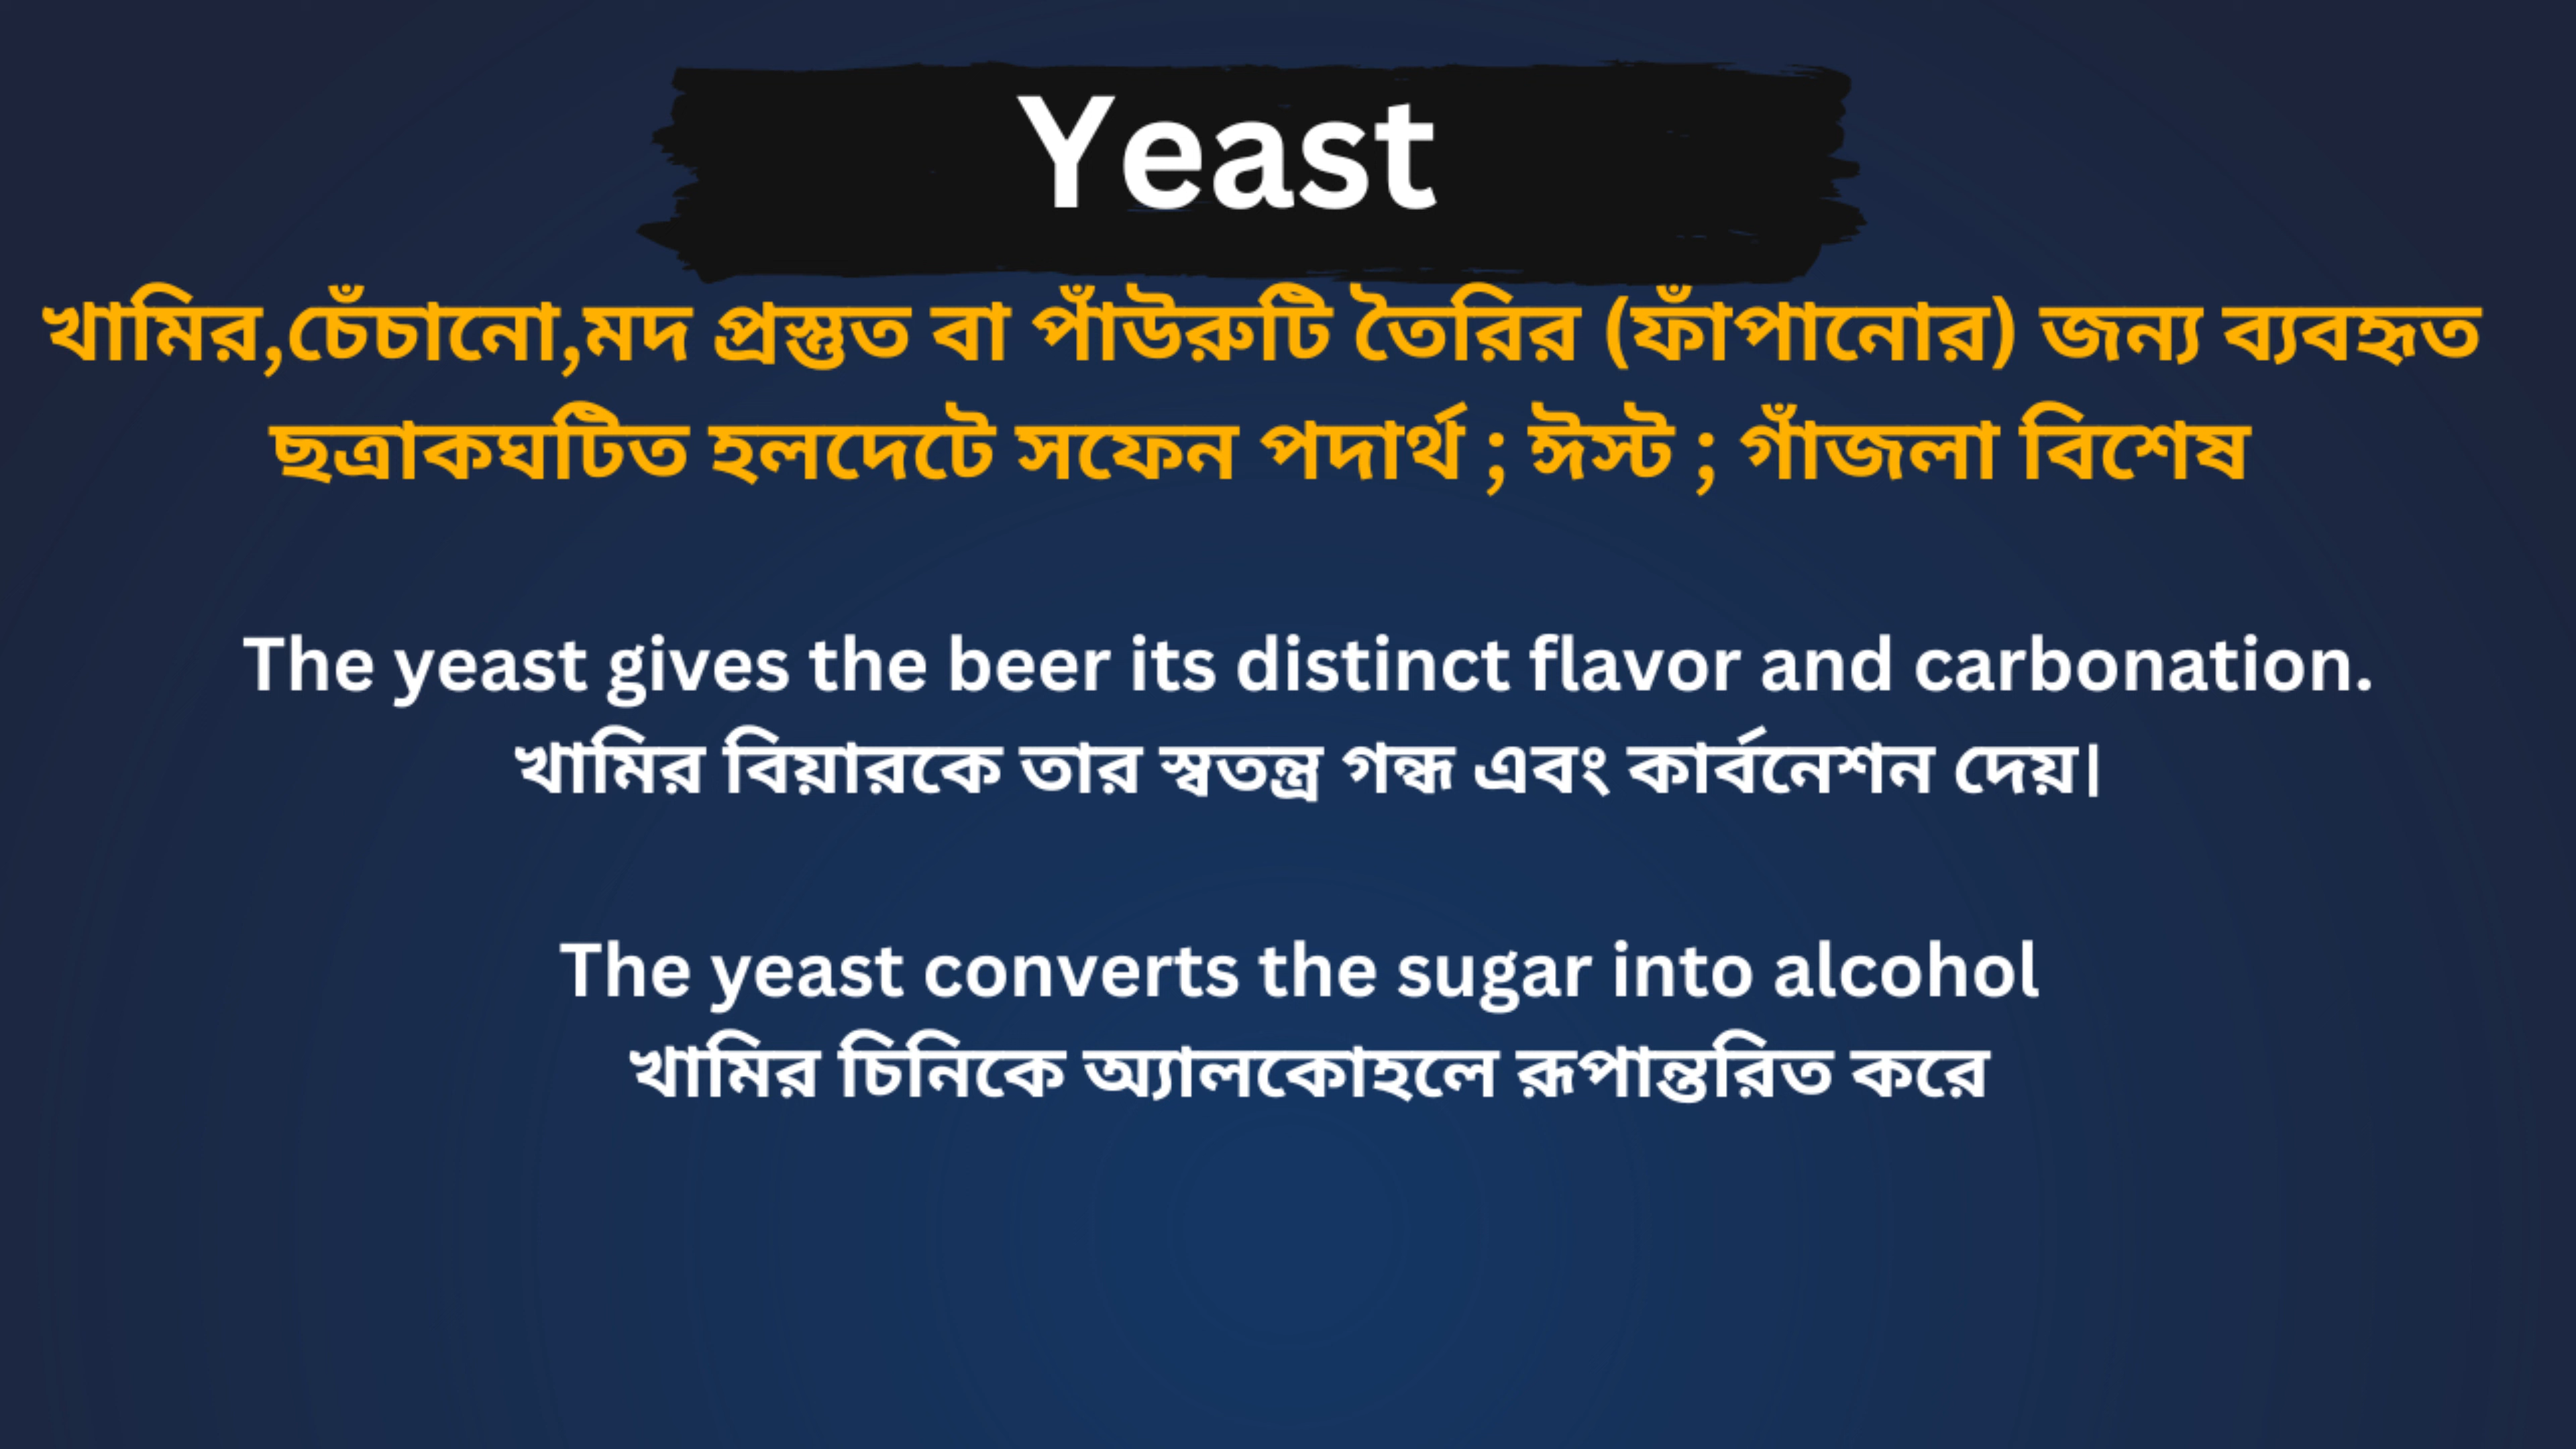 Yeast
খামির,চেঁচানো,মদ প্রস্তুত বা পাঁউরুটি তৈরির (ফাঁপানোর) জন্য ব্যবহৃত
ছত্রাকঘটিত হলদেটে সফেন পদার্থ ; ঈস্ট ; গাঁজলা বিশেষ
The yeast gives the beer its distinct flavor and carbonation.
খামির বিয়ারকে তার স্বতন্ত্র গন্ধ এবং কার্বনেশন দেয়।
The yeast converts the sugar into alcohol
খামির চিনিকে অ্যালকোহলে রূপান্তরিত করে